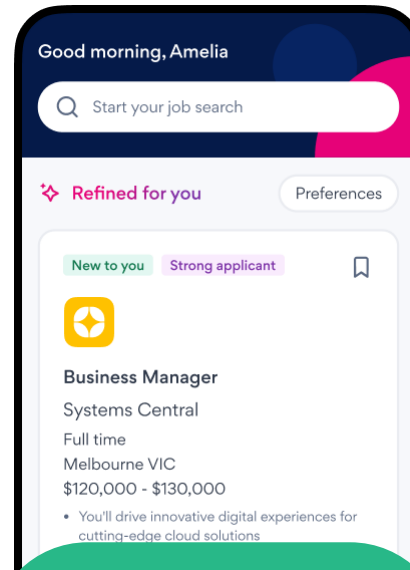 Good morning, Amelia
Start your job search
Refined for you
Preferences
New to you
Strong applicant
Business Manager
Systems Central
Full time
Melbourne VIC
$120,000 - $130,000
• You'll drive innovative digital experiences for
cutting-edge cloud solutions